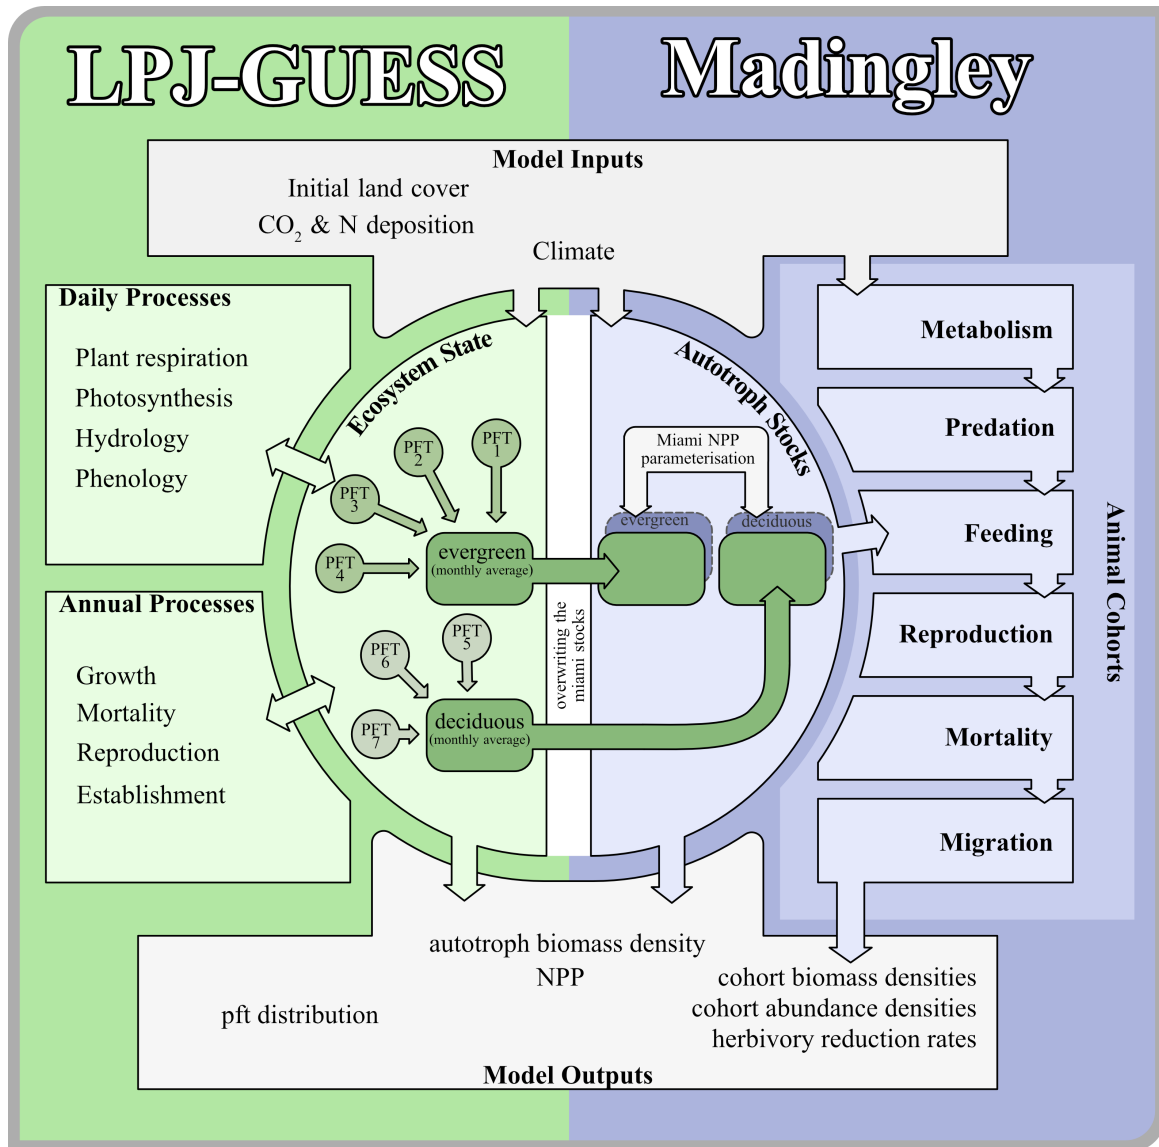 LPJ-GUESS
Madingley
Model Inputs
Initial land cover
CO2 & N deposition
Climate
Daily Processes
Plant respiration
Photosynthesis
Hydrology
Phenology
Annual Processes
Growth
Mortality
Reproduction
Establishment
Ecosystem State
PFT
1
PFT
2
PFT
3
PFT
4
evergreen
(monthly average)
PFT
5
PFT
6
PFT
7
deciduous
(monthly average)
overwriting the
miami stocks
Autotroph Stocks
Miami NPP
parameterisation
evergreen
deciduous
Metabolism
Predation
Feeding
Reproduction
Mortality
Migration
Animal Cohorts
autotroph biomass density
NPP
pft distribution
cohort biomass densities
cohort abundance densities
herbivory reduction rates
Model Outputs